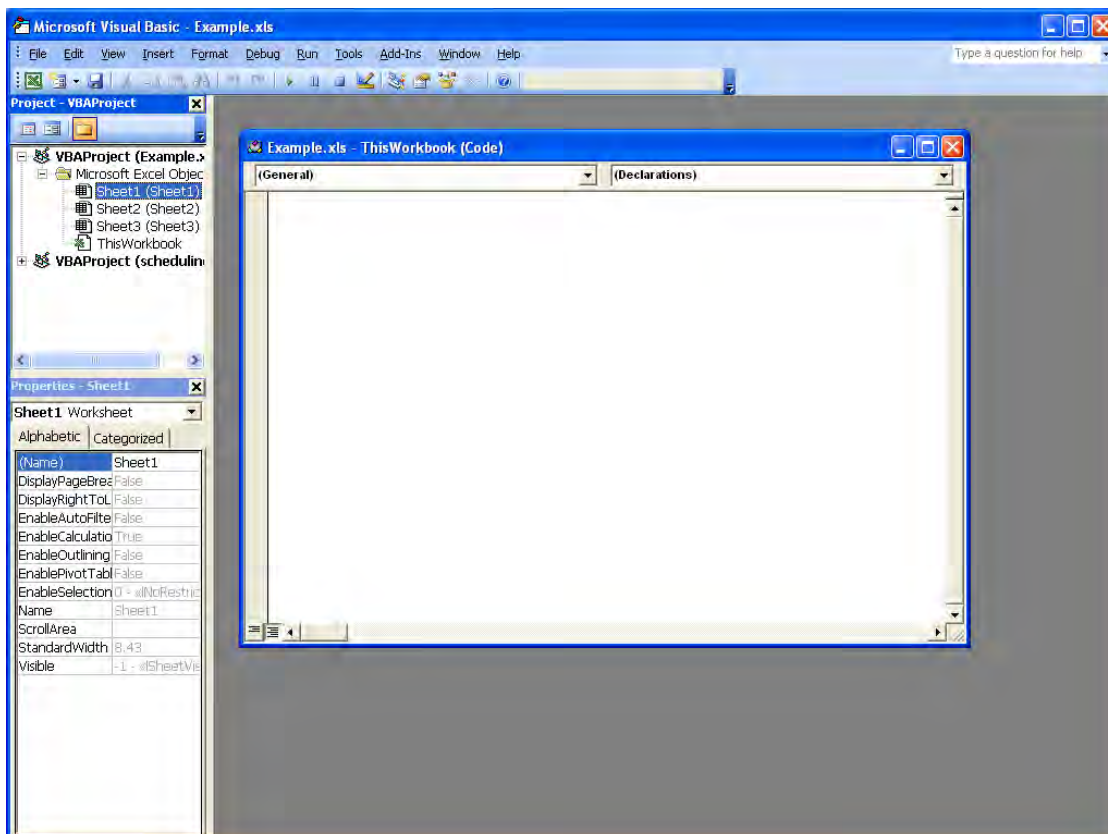 Microsoft Visual Basic - Example.xls
File Edit View Insert Format Debug Run Tools Add-Ins Window Help
Type a question for help
Project - VBAProject
VBAProject (Example.x
Microsoft Excel Objec
Sheet1 (Sheet1)
Sheet2 (Sheet2)
Sheet3 (Sheet3)
ThisWorkbook
VBAProject (schedulin
Properties - Sheet1
Sheet1 Worksheet
Alphabetic Categorized
(Name) Sheet1
DisplayPageBrea False
DisplayRightToL False
EnableAutoFilte False
EnableCalculatio True
EnableOutlining False
EnablePivotTabl False
EnableSelection 0 - xlNoRestric
Name Sheet1
ScrollArea
StandardWidth 8.43
Visible -1 - xlSheetVis
Example.xls - ThisWorkbook (Code)
(General) (Declarations)